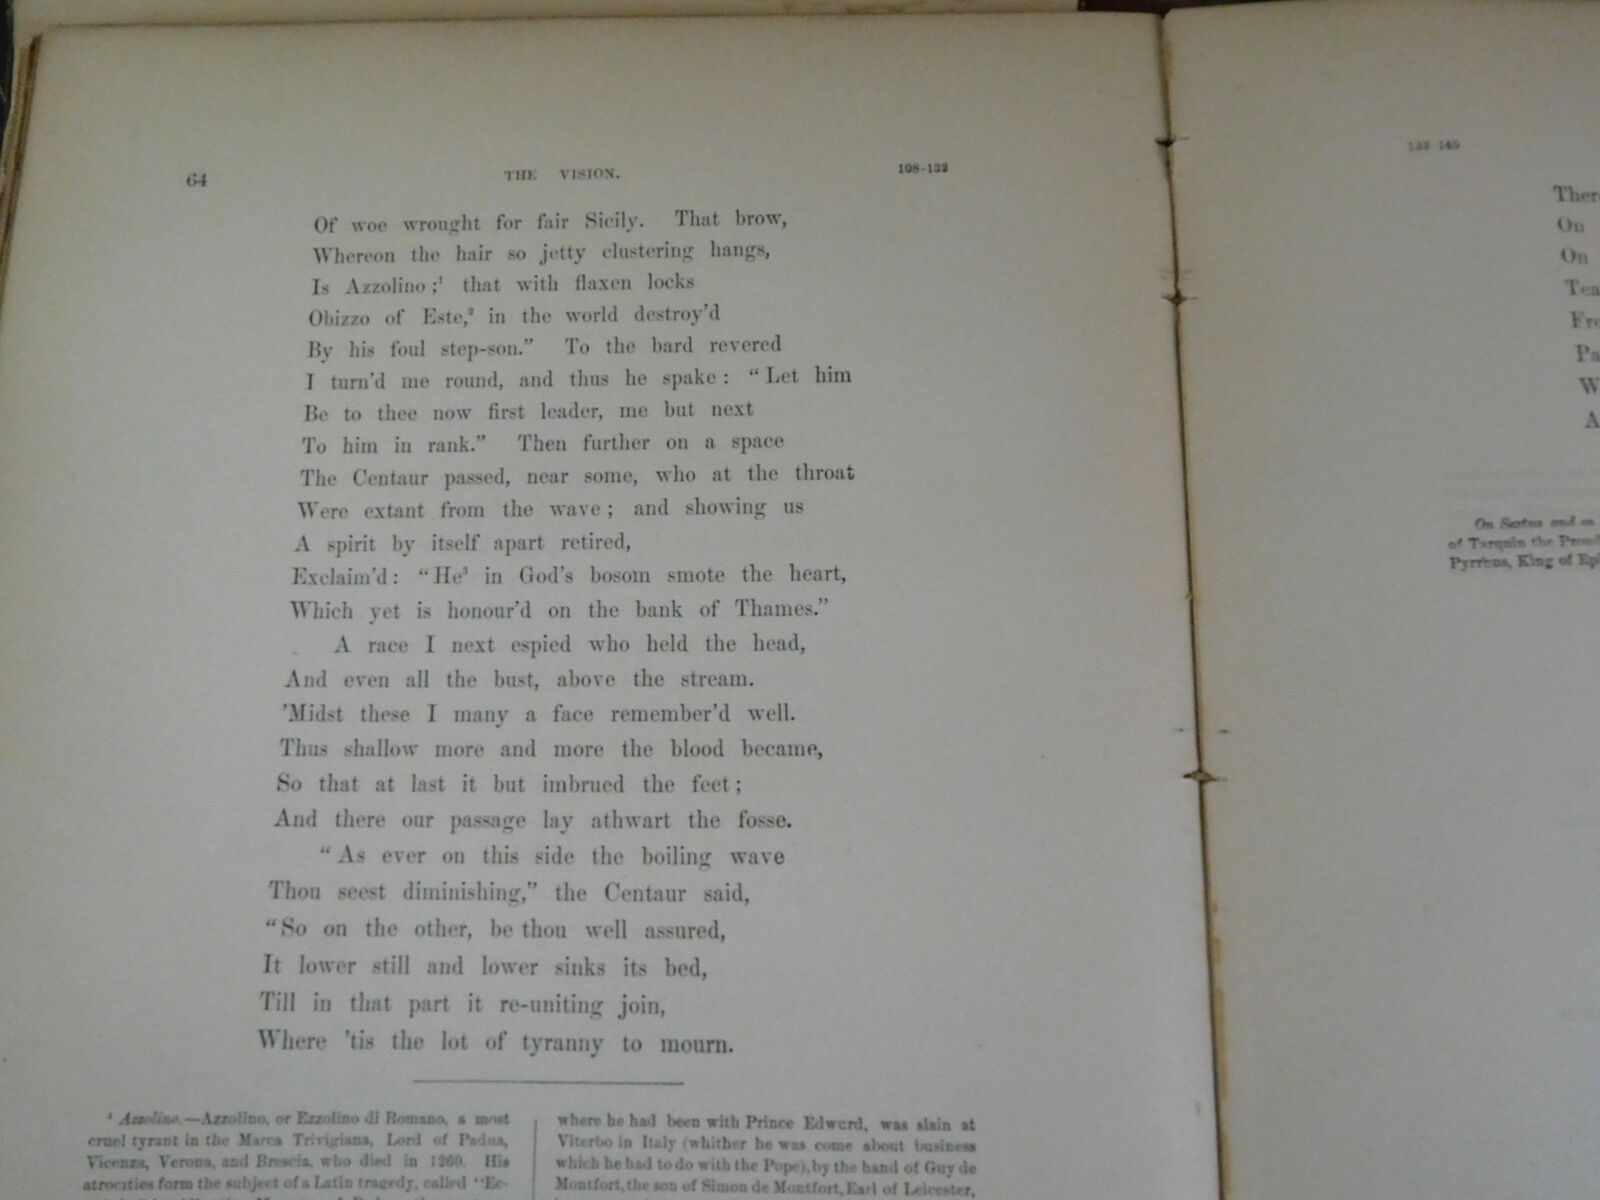 64 THE VISION. 108-132
Of woe wrought for fair Sicily. That brow,
Whereon the hair so jetty clustering hangs,
Is Azzolino;¹ that with flaxen locks
Obizzo of Este,² in the world destroy'd
By his foul step-son." To the bard revered
I turn'd me round, and thus he spake: "Let him
Be to thee now first leader, me but next
To him in rank." Then further on a space
The Centaur passed, near some, who at the throat
Were extant from the wave; and showing us
A spirit by itself apart retired,
Exclaim'd: "He³ in God's bosom smote the heart,
Which yet is honour'd on the bank of Thames."
A race I next espied who held the head,
And even all the bust, above the stream.
'Midst these I many a face remember'd well.
Thus shallow more and more the blood became,
So that at last it but imbrued the feet;
And there our passage lay athwart the fosse.
"As ever on this side the boiling wave
Thou seest diminishing," the Centaur said,
"So on the other, be thou well assured,
It lower still and lower sinks its bed,
Till in that part it re-uniting join,
Where 'tis the lot of tyranny to mourn.
¹ Azzolino.—Azzolino, or Ezzolino di Romano, a most
cruel tyrant in the Marca Trivigiana, Lord of Padua,
Vicenza, Verona, and Brescia, who died in 1260. His
atrocities form the subject of a Latin tragedy, called "Ec-
where he had been with Prince Edward, was slain at
Viterbo in Italy (whither he was come about business
which he had to do with the Pope), by the hand of Guy de
Montfort, the son of Simon de Montfort, Earl of Leicester,
On
On
On Sextus and
of Tarquin the
Pyrrhus, King of